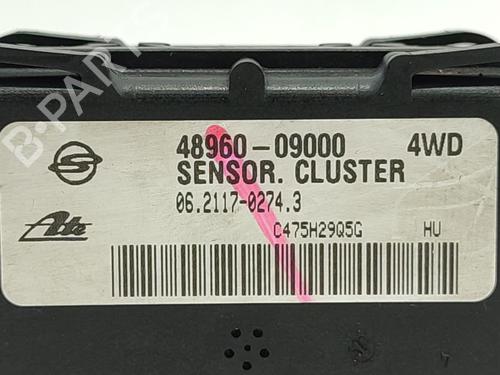 B-PARTS
48960-09000 4WD
SENSOR. CLUSTER
06.2117-0274.3
C475H29Q5G HU
Ate